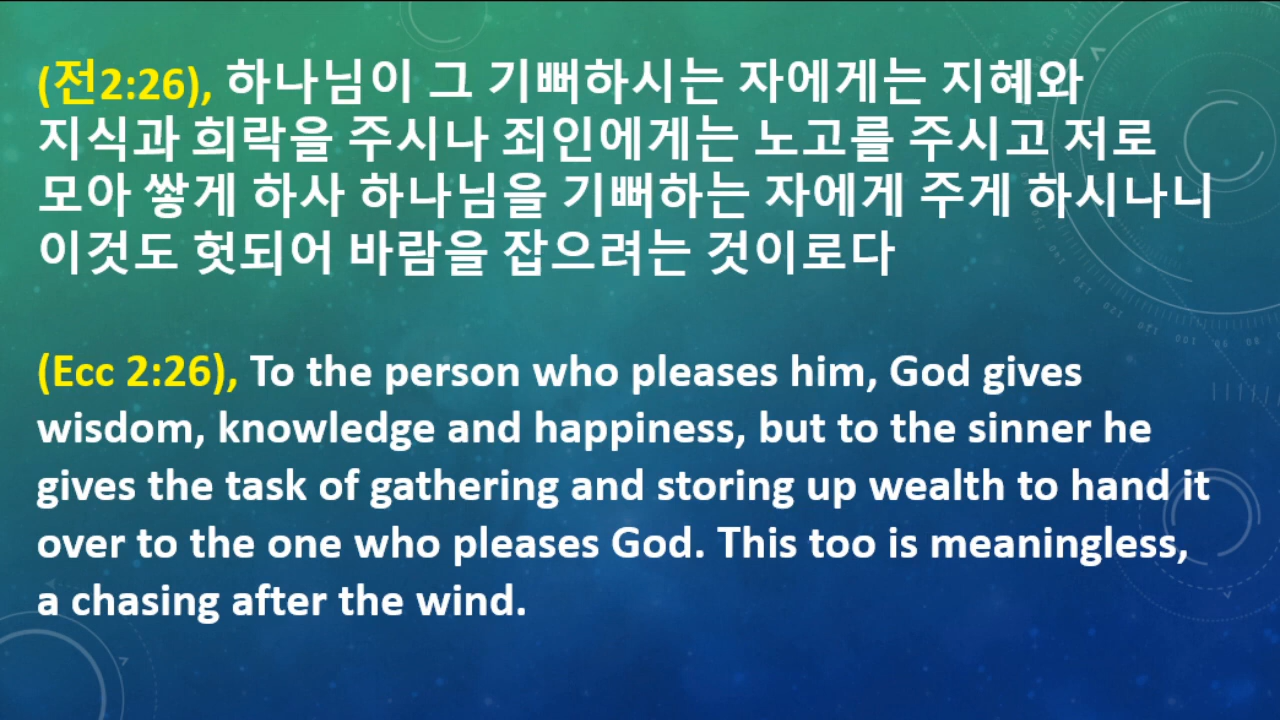 (전2:26), 하나님이 그 기뻐하시는 자에게는 지혜와
지식과 희락을 주시나 죄인에게는 노고를 주시고 저로
모아 쌓게 하사 하나님을 기뻐하는 자에게 주게 하시나니
이것도 헛되어 바람을 잡으려는 것이로다
(Ecc 2:26), To the person who pleases him, God gives
wisdom, knowledge and happiness, but to the sinner he
gives the task of gathering and storing up wealth to hand it
over to the one who pleases God. This too is meaningless,
a chasing after the wind.